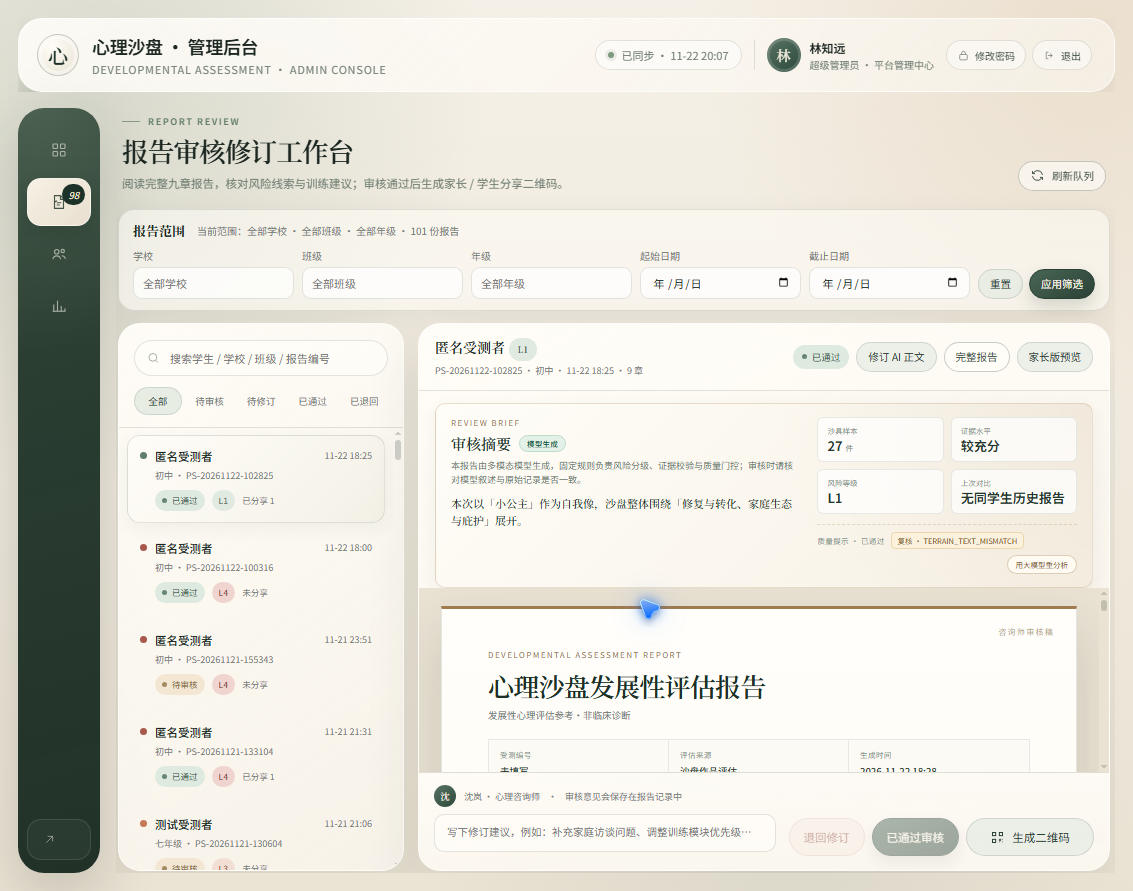 心
心理沙盘 · 管理后台
DEVELOPMENTAL ASSESSMENT · ADMIN CONSOLE
已同步 · 11-22 20:07
林
林知远
超级管理员 · 平台管理中心
修改密码
退出
98
REPORT REVIEW
报告审核修订工作台
阅读完整九章报告，核对风险线索与训练建议；审核通过后生成家长 / 学生分享二维码。
刷新队列
报告范围 当前范围：全部学校 · 全部班级 · 全部年级 · 101 份报告
学校 班级 年级 起始日期 截止日期
全部学校 全部班级 全部年级 年 /月/日 年 /月/日 重置 应用筛选
搜索学生 / 学校 / 班级 / 报告编号
全部 待审核 待修订 已通过 已退回
匿名受测者 11-22 18:25
初中 · PS-20261122-102825
已通过 L1 已分享 1
匿名受测者 11-22 18:00
初中 · PS-20261122-100316
已通过 L4 未分享
匿名受测者 11-21 23:51
初中 · PS-20261121-155343
待审核 L4 未分享
匿名受测者 11-21 21:31
初中 · PS-20261121-133104
已通过 L4 已分享 1
测试受测者 11-21 21:06
七年级 · PS-20261121-130604
待审核 L3 未分享
匿名受测者 L1
PS-20261122-102825 · 初中 · 11-22 18:25 · 9 章
已通过 修订 AI 正文 完整报告 家长版预览
REVIEW BRIEF
审核摘要 模型生成
本报告由多模态模型生成，固定规则负责风险分级、证据校验与质量门控；审核时请核
对模型叙述与原始记录是否一致。
本次以「小公主」作为自我像，沙盘整体围绕「修复与转化、家庭生态
与庇护」展开。
沙具样本
27 件
证据水平
较充分
风险等级
L1
上次对比
无同学生历史报告
质量提示 · 已通过 复核 · TERRAIN_TEXT_MISMATCH
用大模型重分析
咨询师审核稿
DEVELOPMENTAL ASSESSMENT REPORT
心理沙盘发展性评估报告
发展性心理评估参考 · 非临床诊断
受测编号 评估来源 生成时间
未填写 沙盘作品评估 2026-11-22 18:28
沈 沈岚 · 心理咨询师 · 审核意见会保存在报告记录中
写下修订建议，例如：补充家庭访谈问题、调整训练模块优先级…
退回修订 已通过审核 生成二维码